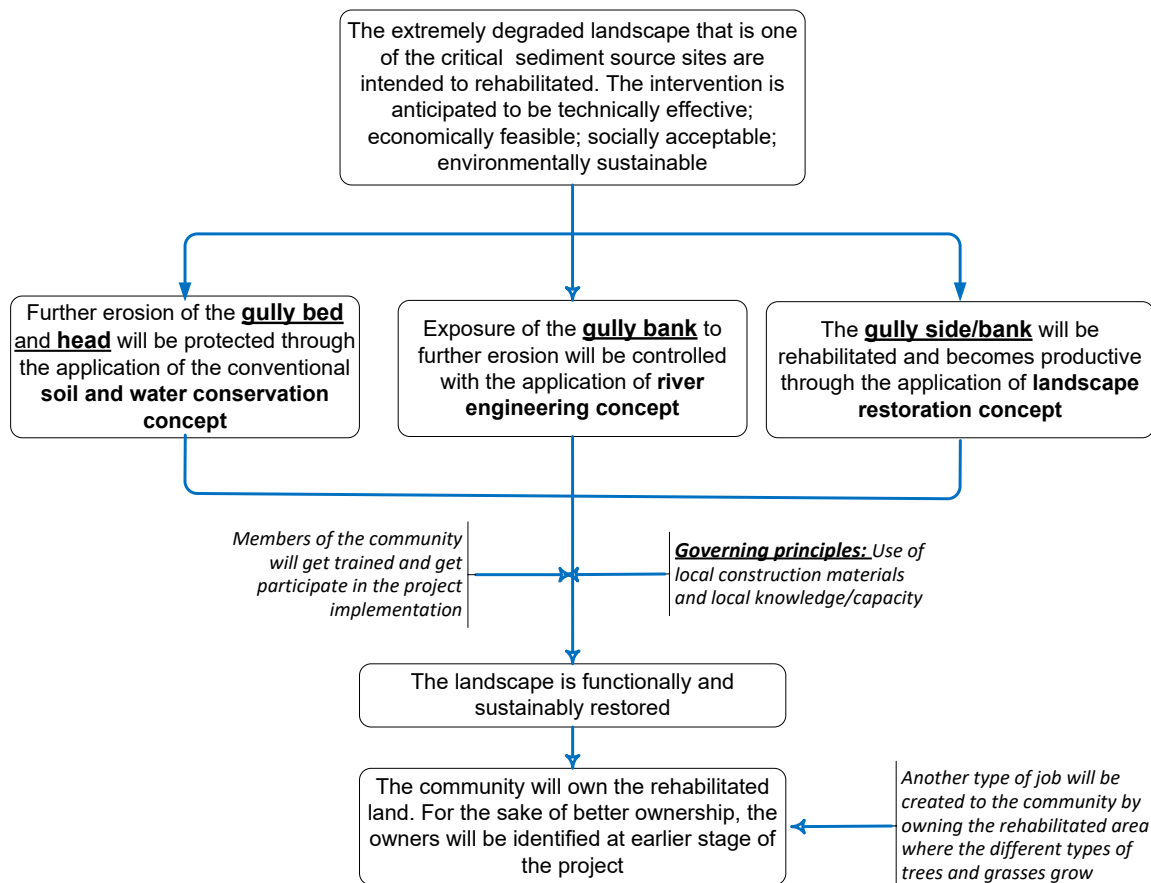 The extremely degraded landscape that is one
of the critical  sediment source sites are
intended to rehabilitated. The intervention is
anticipated to be technically effective;
economically feasible; socially acceptable;
environmentally sustainable
Further erosion of the gully bed
and head will be protected through
the application of the conventional
soil and water conservation
concept
Exposure of the gully bank to
further erosion will be controlled
with the application of river
engineering concept
The gully side/bank will be
rehabilitated and becomes productive
through the application of landscape
restoration concept
Members of the community
will get trained and get
participate in the project
implementation
Governing principles: Use of
local construction materials
and local knowledge/capacity
The landscape is functionally and
sustainably restored
The community will own the rehabilitated
land. For the sake of better ownership, the
owners will be identified at earlier stage of
the project
Another type of job will be
created to the community by
owning the rehabilitated area
where the different types of
trees and grasses grow